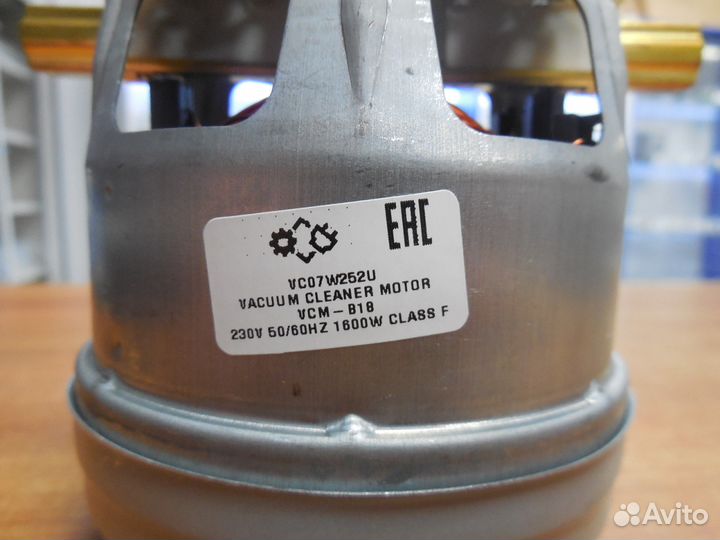 EAC
VC07W252U
VACUUM CLEANER MOTOR
VCM-B18
230V 50/60HZ 1600W CLASS F
Avito